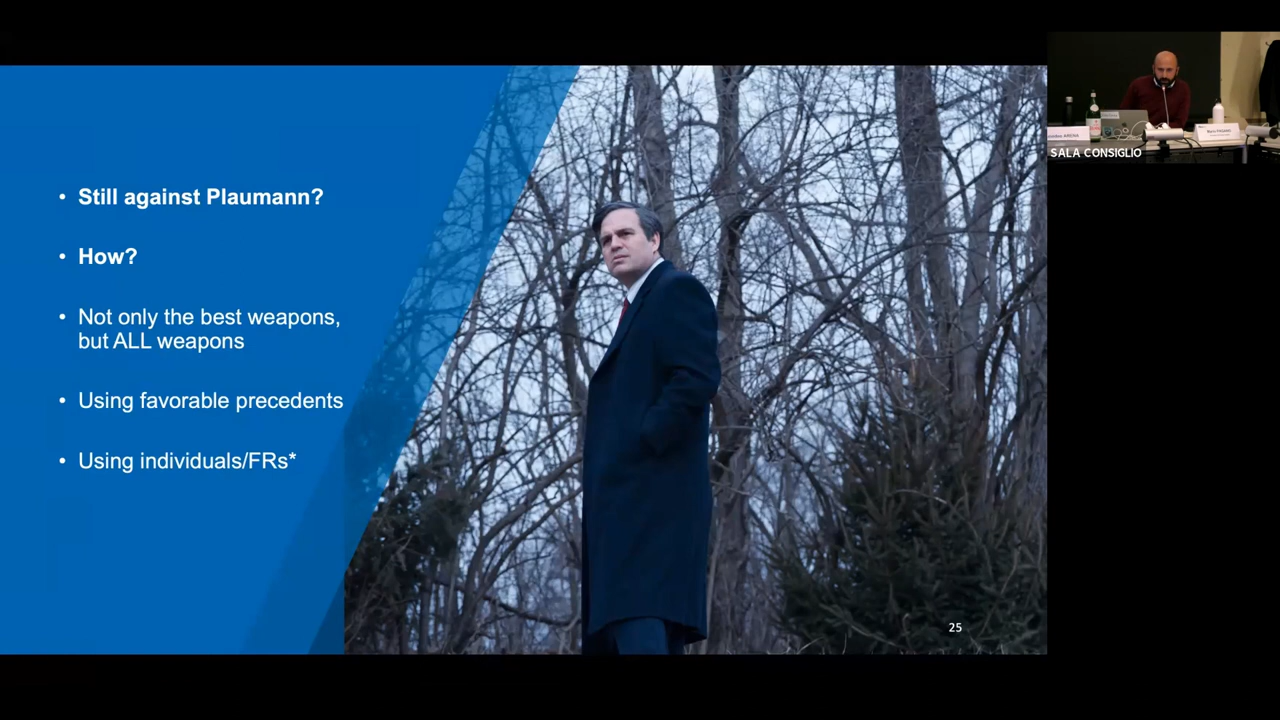 • Still against Plaumann?
• How?
• Not only the best weapons,
but ALL weapons
• Using favorable precedents
• Using individuals/FRs*
25
ARENA
SALA CONSIGLIO